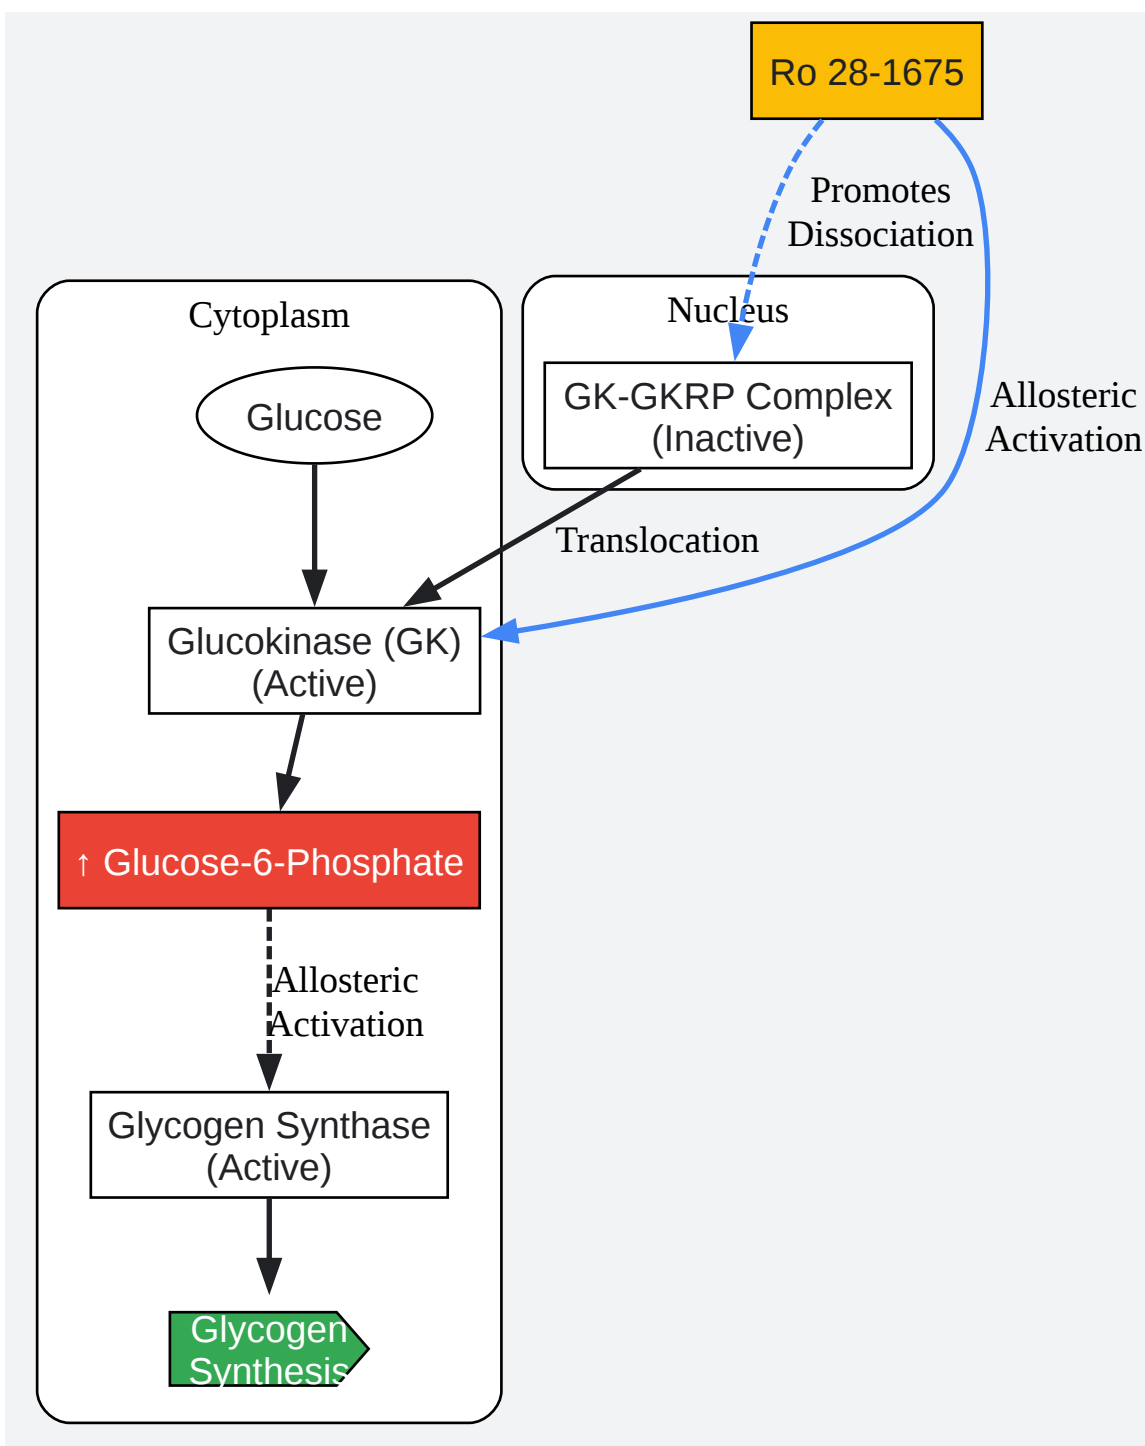 Ro 28-1675
Promotes
Dissociation
Cytoplasm
Nucleus
Glucose
GK-GKRP Complex
(Inactive)
Allosteric
Activation
Translocation
Glucokinase (GK)
(Active)
↑ Glucose-6-Phosphate
Allosteric
Activation
Glycogen Synthase
(Active)
Glycogen
Synthesis